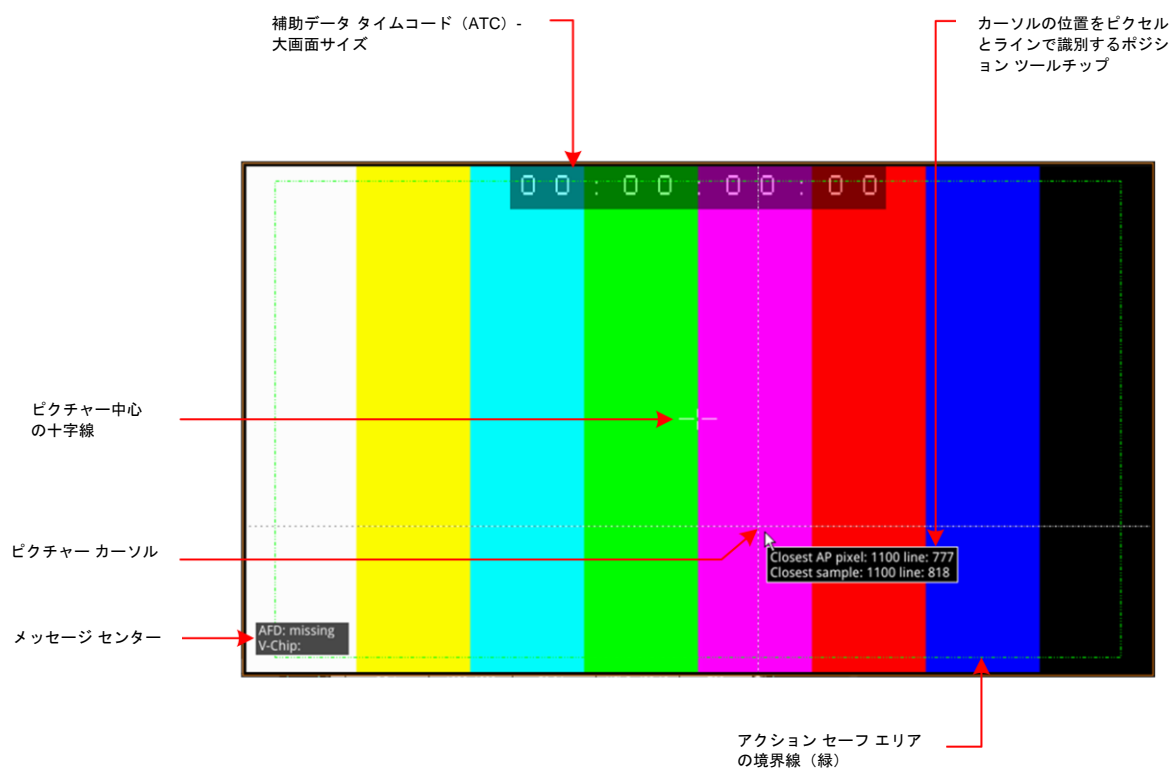 補助データ タイムコード（ATC）-
大画面サイズ
カーソルの位置をピクセル
とラインで識別するポジシ
ョン ツールチップ
00:00:00:00
ピクチャー中心
の十字線
ピクチャー カーソル
Closest AP pixel: 1100 line: 777
Closest sample: 1100 line: 818
メッセージ センター
AFD: missing
V-Chip:
アクション セーフ エリア
の境界線（緑）